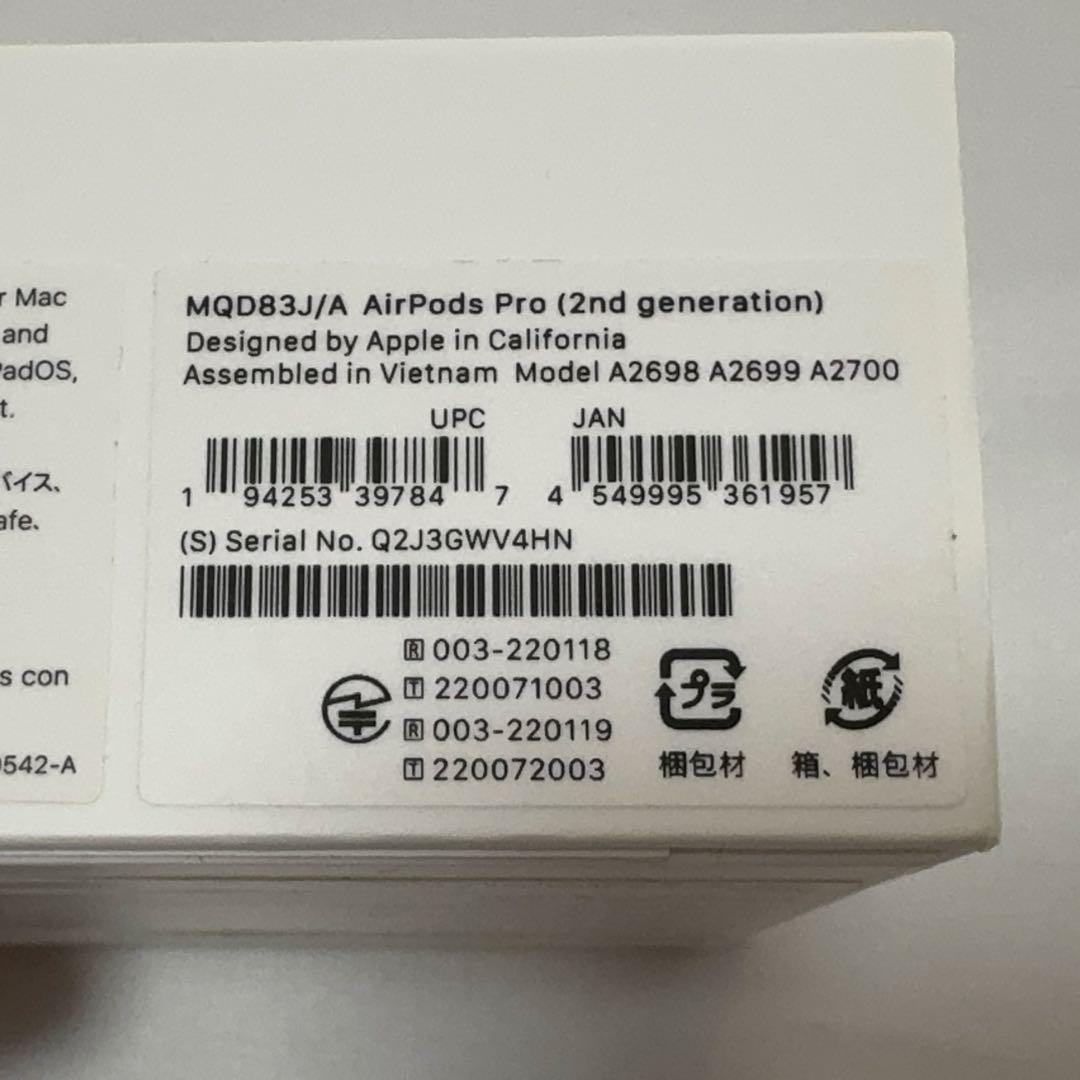 r Mac
and
PadOS,
t.
バイス、
afe.
s con
0542-A
MQD83J/A AirPods Pro (2nd generation)
Designed by Apple in California
Assembled in Vietnam Model A2698 A2699 A2700
UPC JAN
1 94253 39784 7 4 549995 361957
(S) Serial No. Q2J3GWV4HN
R 003-220118
T 220071003
R 003-220119
T 220072003
プラ
梱包材
紙
箱、梱包材